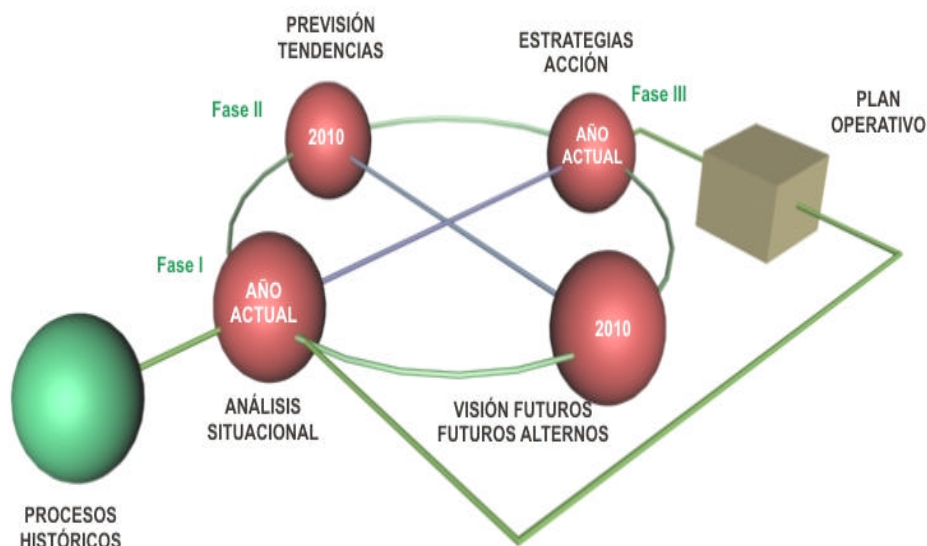 PREVISIÓN
TENDENCIAS
ESTRATEGIAS
ACCIÓN
Fase II
Fase III
PLAN
OPERATIVO
2010
AÑO
ACTUAL
Fase I
AÑO
ACTUAL
2010
ANÁLISIS
SITUACIONAL
VISIÓN FUTUROS
FUTUROS ALTERNOS
PROCESOS
HISTÓRICOS